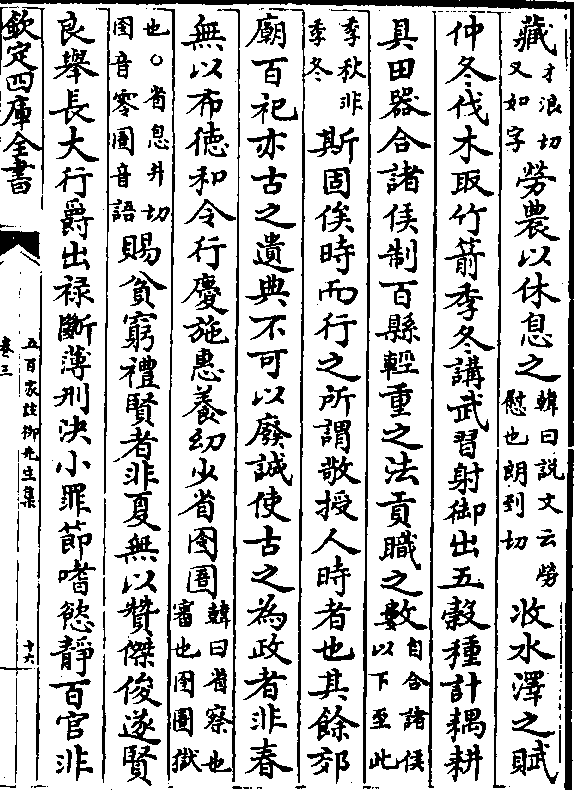 藏才浪切又如字勞農以休息之韓曰説文云勞慰也朗到切收水澤之賦
仲冬伐木取竹箭季冬講武習射御出五穀種計耦耕
具田器合諸侯制百縣輕重之法貢職之數自合諸侯以下至此
季秋非季冬斯固俟時而行之所謂敬授人時者也其餘郊
廟百祀亦古之遺典不可以廢誠使古之為政者非春
無以布德和令行慶施惠養幼少省囹圄韓曰省察也審也囹圄獄
也○省息井切囹音零圄音語賜貧窮禮賢者非夏無以贊傑俊遂賢
良舉長大行爵出禄斷薄刑決小罪節嗜慾靜百官非
欽定四庫全書
五百家註柳先生集
卷三
十六